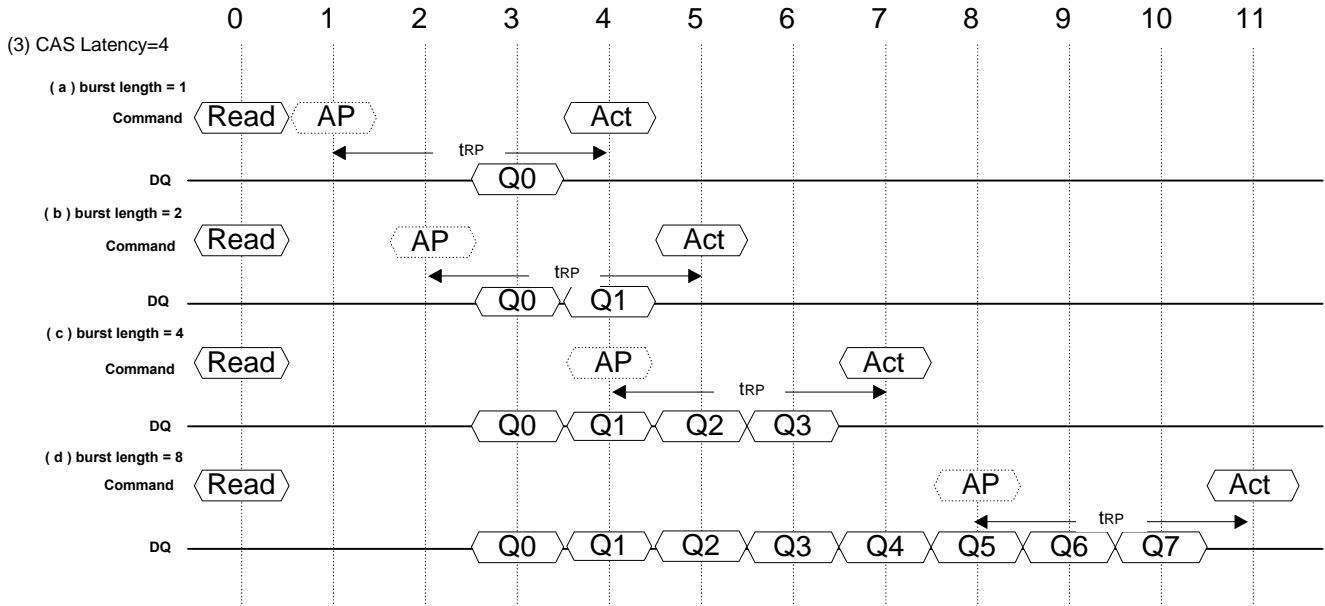 0 1 2 3 4 5 6 7 8 9 10 11
(3) CAS Latency=4
( a ) burst length = 1
Command Read AP Act
tRP
DQ Q0
( b ) burst length = 2
Command Read AP Act
tRP
DQ Q0 Q1
( c ) burst length = 4
Command Read AP Act
tRP
DQ Q0 Q1 Q2 Q3
( d ) burst length = 8
Command Read AP Act
tRP
DQ Q0 Q1 Q2 Q3 Q4 Q5 Q6 Q7